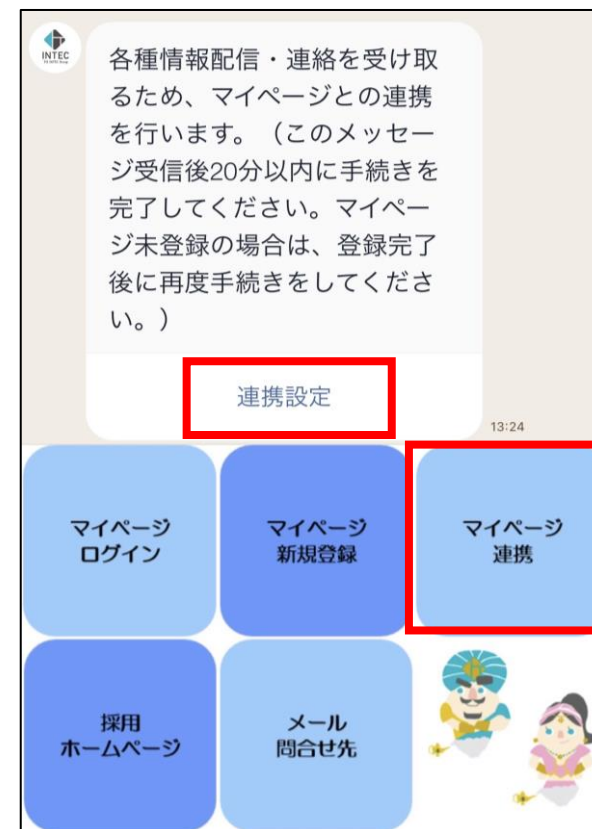 INTEC
各種情報配信・連絡を受け取
るため、マイページとの連携
を行います。（このメッセー
ジ受信後20分以内に手続きを
完了してください。マイペー
ジ未登録の場合は、登録完了
後に再度手続きをしてくださ
い。）
連携設定
13:24
マイページ
ログイン
マイページ
新規登録
マイページ
連携
採用
ホームページ
メール
問合せ先